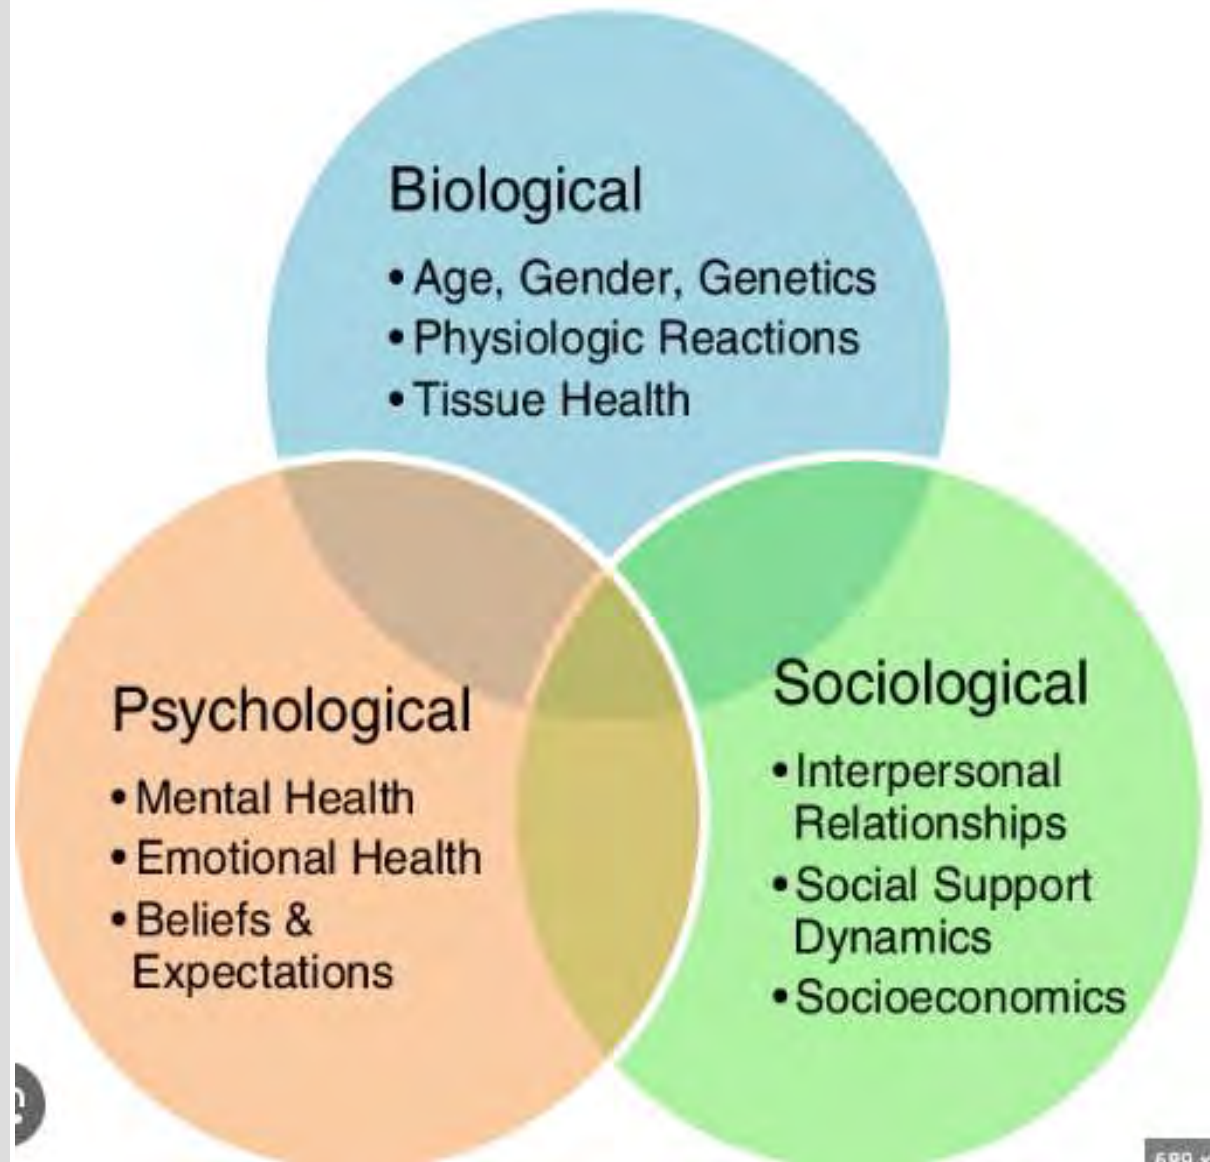 Biological
• Age, Gender, Genetics
• Physiologic Reactions
• Tissue Health
Psychological
• Mental Health
• Emotional Health
• Beliefs &
Expectations
Sociological
• Interpersonal
Relationships
• Social Support
Dynamics
• Socioeconomics